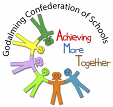 Godalming Confederation of Schools
Achieving
More
Together